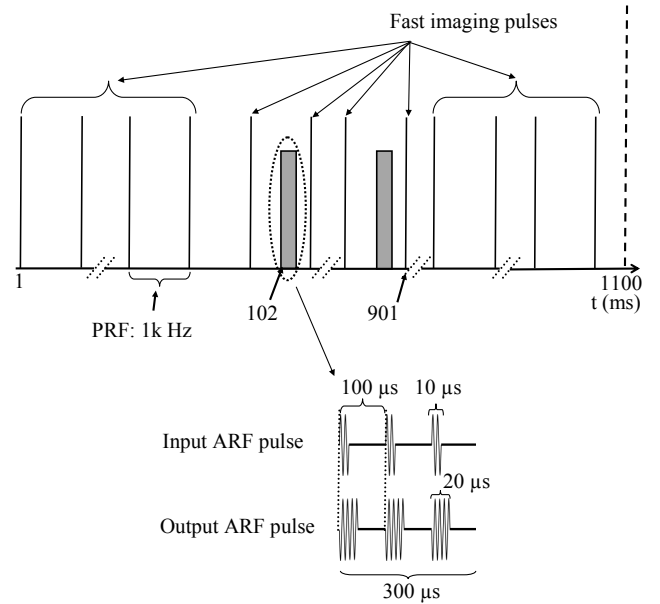 Fast imaging pulses
1
102
901
1100
t (ms)
PRF: 1k Hz
100 µs
10 µs
Input ARF pulse
20 µs
Output ARF pulse
300 µs